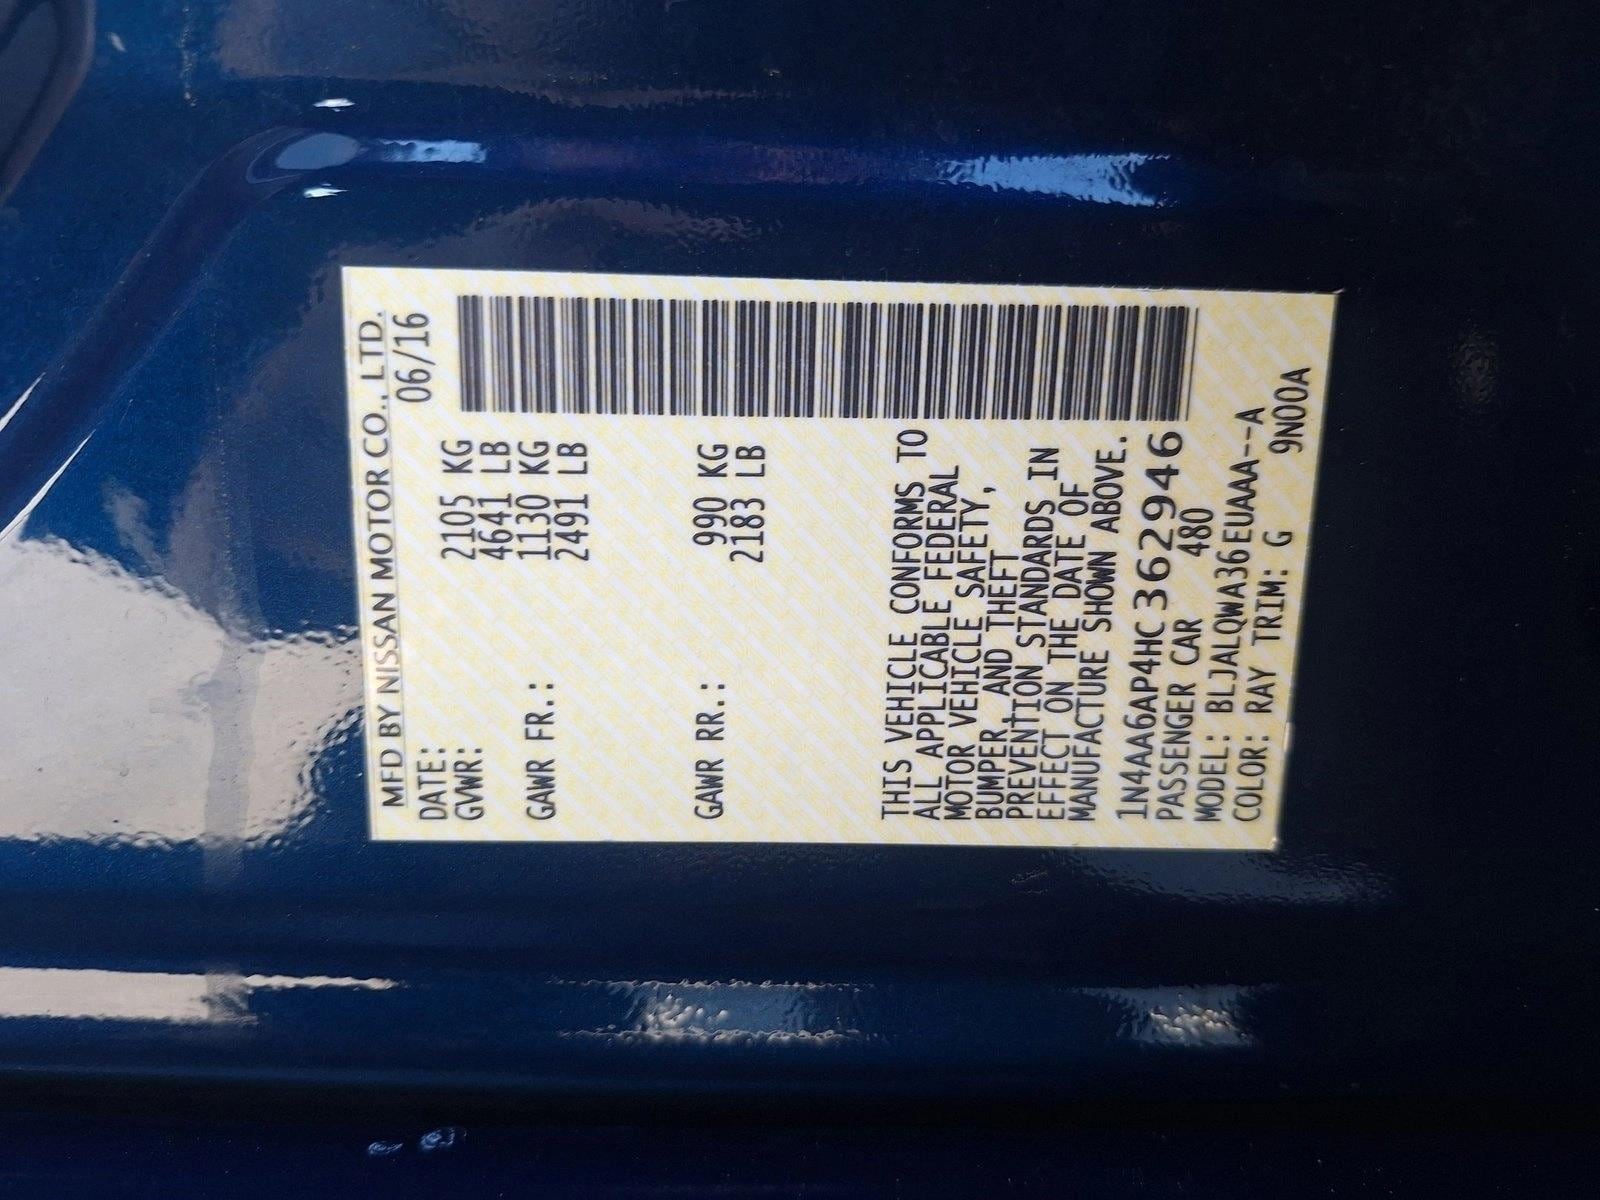 MFD BY NISSAN MOTOR CO., LTD.
DATE: 06/16
GVWR: 2105 KG
4641 LB
GAWR FR.: 1130 KG
2491 LB
GAWR RR.: 990 KG
2183 LB
THIS VEHICLE CONFORMS TO
ALL APPLICABLE FEDERAL
MOTOR VEHICLE SAFETY,
BUMPER, AND THEFT
PREVENTION STANDARDS IN
EFFECT ON THE DATE OF
MANUFACTURE SHOWN ABOVE.
1N4AA6AP4HC362946
PASSENGER CAR 480
MODEL: BLJALQWA36EUAAA--A
COLOR: RAY TRIM: G 9N00A